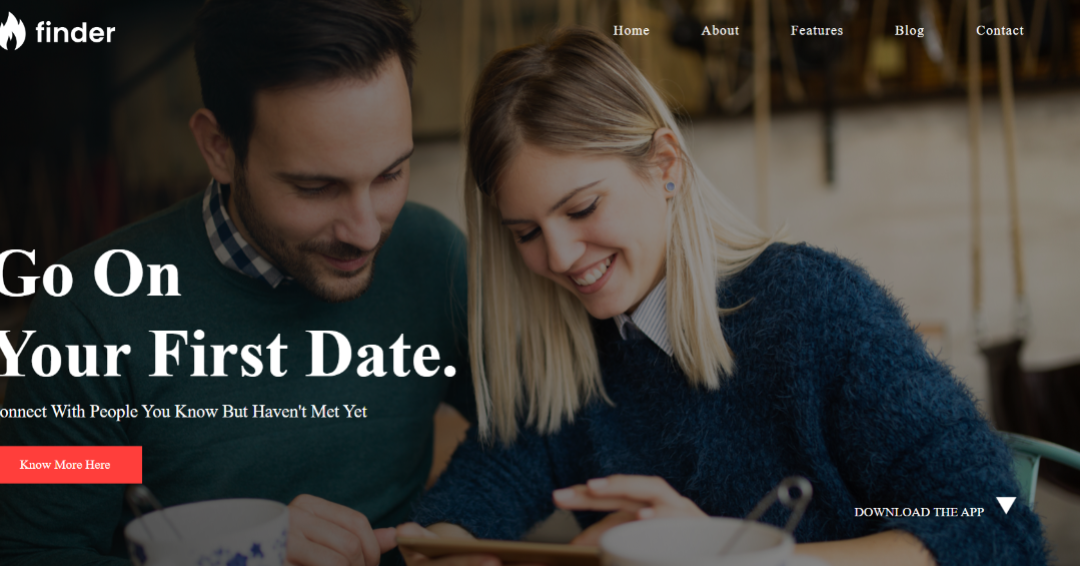 finder
Home About Features Blog Contact
Go On
Your First Date.
onnect With People You Know But Haven't Met Yet
Know More Here
DOWNLOAD THE APP